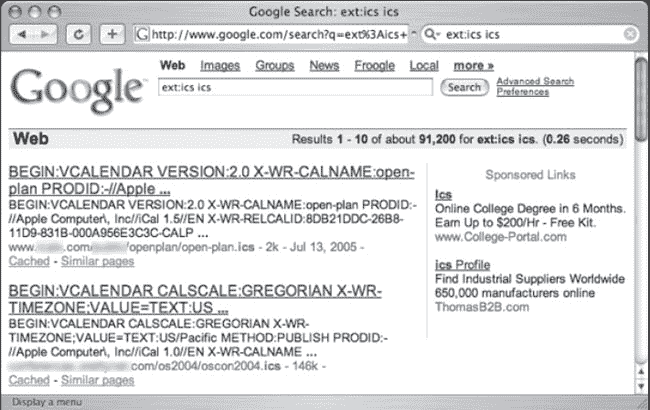 Google Search: ext:ics ics
http://www.google.com/search?q=ext%3Aics+
ext:ics ics
Google™
Web Images Groups News Froogle Local more »
ext:ics ics
Search
Advanced Search
Preferences
Web
Results 1 - 10 of about 91,200 for ext:ics ics. (0.26 seconds)
BEGIN:VCALENDAR VERSION:2.0 X-WR-CALNAME:open-
plan PRODID:-//Apple ...
BEGIN:VCALENDAR VERSION:2.0 X-WR-CALNAME:open-plan PRODID:-
//Apple Computer\, Inc//iCal 1.5//EN X-WR-RELCALID:8DB21DDC-26B8-
11D9-831B-000A956E3C3C-CALP ...
www. .com/ /openplan/open-plan.ics - 2k - Jul 13, 2005 -
Cached - Similar pages
BEGIN:VCALENDAR CALSCALE:GREGORIAN X-WR-
TIMEZONE;VALUE=TEXT:US ...
BEGIN:VCALENDAR CALSCALE:GREGORIAN X-WR-
TIMEZONE;VALUE=TEXT:US/Pacific METHOD:PUBLISH PRODID:-
//Apple Computer\, Inc//iCal 1.0//EN X-WR-CALNAME ...
.com/os2004/oscon2004.ics - 146k -
Cached - Similar pages
Sponsored Links
Ics
Online College Degree in 6 Months.
Earn Up to $200/Hr - Free Kit.
www.College-Portal.com
ics Profile
Find Industrial Suppliers Worldwide
650,000 manufacturers online
ThomasB2B.com
Display a menu